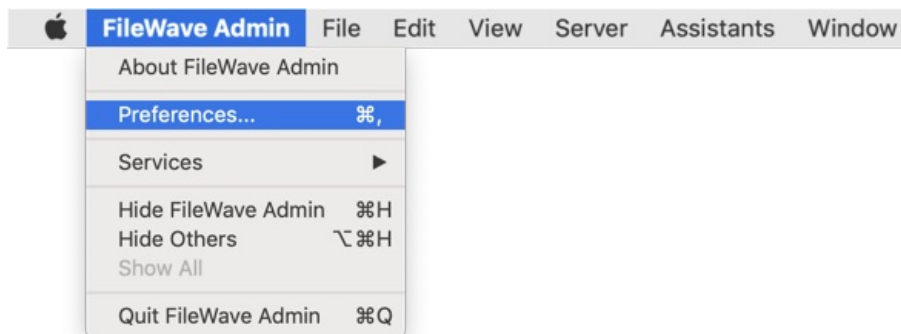 FileWave Admin File Edit View Server Assistants Window
About FileWave Admin
Preferences... ⌘,
Services ▶
Hide FileWave Admin ⌘H
Hide Others ⌥⌘H
Show All
Quit FileWave Admin ⌘Q